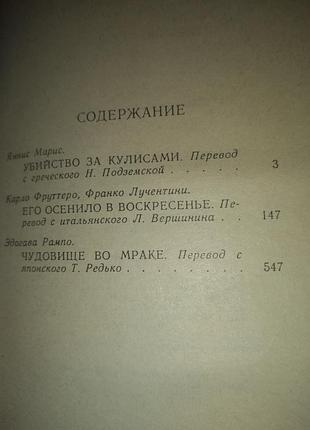 СОДЕРЖАНИЕ
Яннис Марис.
УБИЙСТВО ЗА КУЛИСАМИ. Перевод
с греческого Н. Подземской . . . . . 3
Карло Фруттеро, Франко Лучентини.
ЕГО ОСЕНИЛО В ВОСКРЕСЕНЬЕ. Пе-
ревод с итальянского Л. Вершинина . . 147
Эдогава Рампо.
ЧУДОВИЩЕ ВО МРАКЕ. Перевод с
японского Т. Редько . . . . . . . . 547